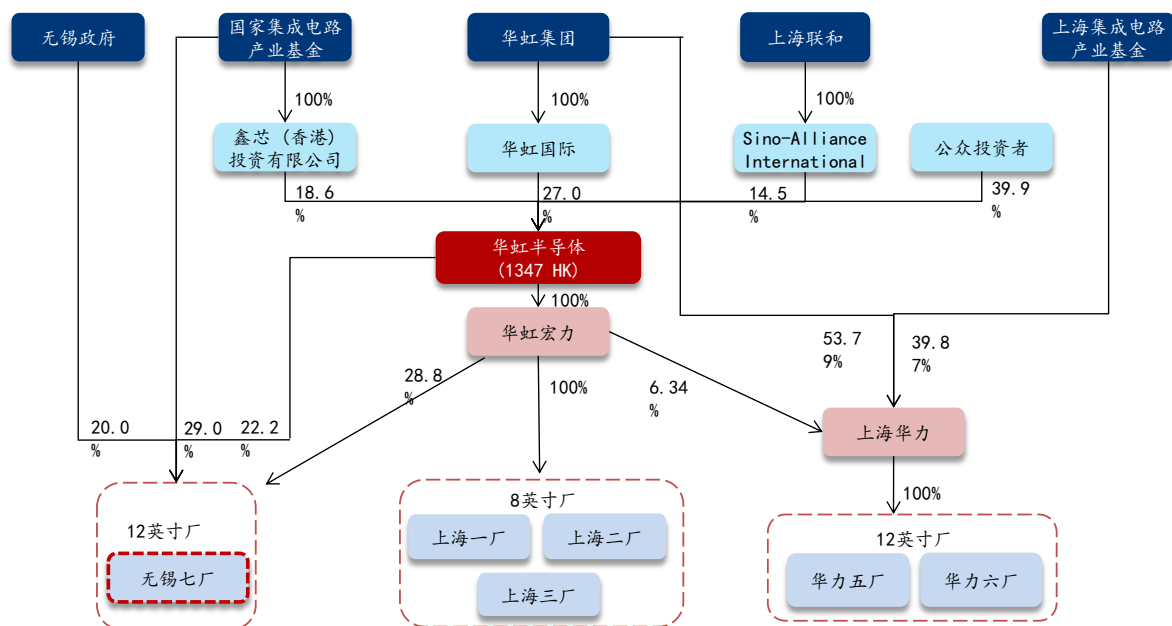 无锡政府
国家集成电路
产业基金
华虹集团
上海联和
上海集成电路
产业基金
100%
100%
100%
鑫芯 (香港)
投资有限公司
华虹国际
Sino-Alliance
International
公众投资者
18.6
%
27.0
%
14.5
%
39.9
%
华虹半导体
(1347 HK)
100%
华虹宏力
53.7
9%
39.8
7%
28.8
%
100%
6.34
%
20.0
%
29.0
%
22.2
%
上海华力
100%
12英寸厂
无锡七厂
8英寸厂
上海一厂
上海二厂
上海三厂
12英寸厂
华力五厂
华力六厂